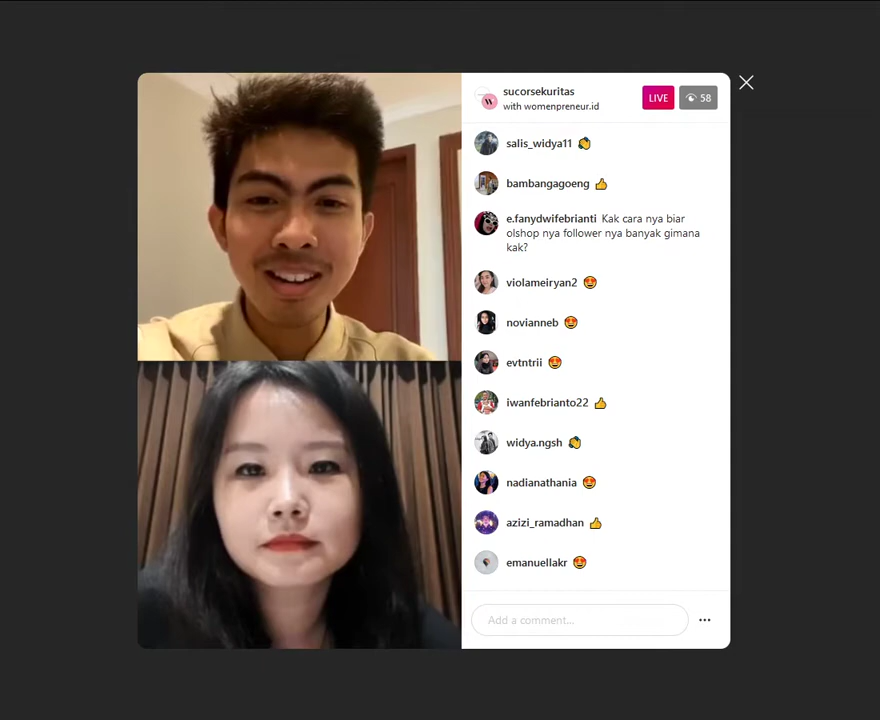 sucorsekuritas
with womenpreneur.id
LIVE
58
salis_widya11
bambangagoeng
e.fanydwifebrianti Kak cara nya biar
olshop nya follower nya banyak gimana
kak?
violameiryan2
novianneb
evtntrii
iwanfebrianto22
widya.ngsh
nadianathania
azizi_ramadhan
emanuellakr
Add a comment...